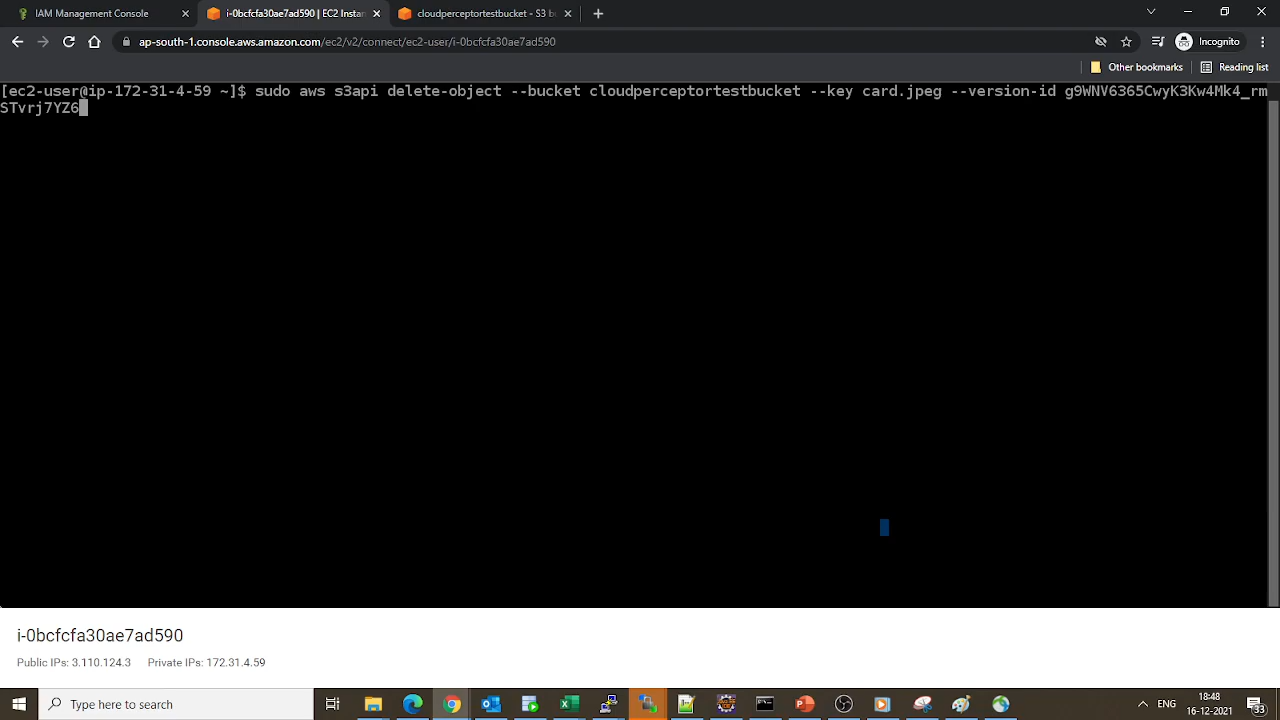 IAM Management Console
i-0bcfcfa30ae7ad590 | EC2 Instan
cloudperceptortestbucket - S3 bu
ap-south-1.console.aws.amazon.com/ec2/v2/connect/ec2-user/i-0bcfcfa30ae7ad590
Incognito
Other bookmarks
Reading list
[ec2-user@ip-172-31-4-59 ~]$ sudo aws s3api delete-object --bucket cloudperceptortestbucket --key card.jpeg --version-id g9WNV6365CwyK3Kw4Mk4_rm
STvrj7YZ6
i-0bcfcfa30ae7ad590
Public IPs: 3.110.124.3 Private IPs: 172.31.4.59
Type here to search
ENG
18:48
16-12-2021
33